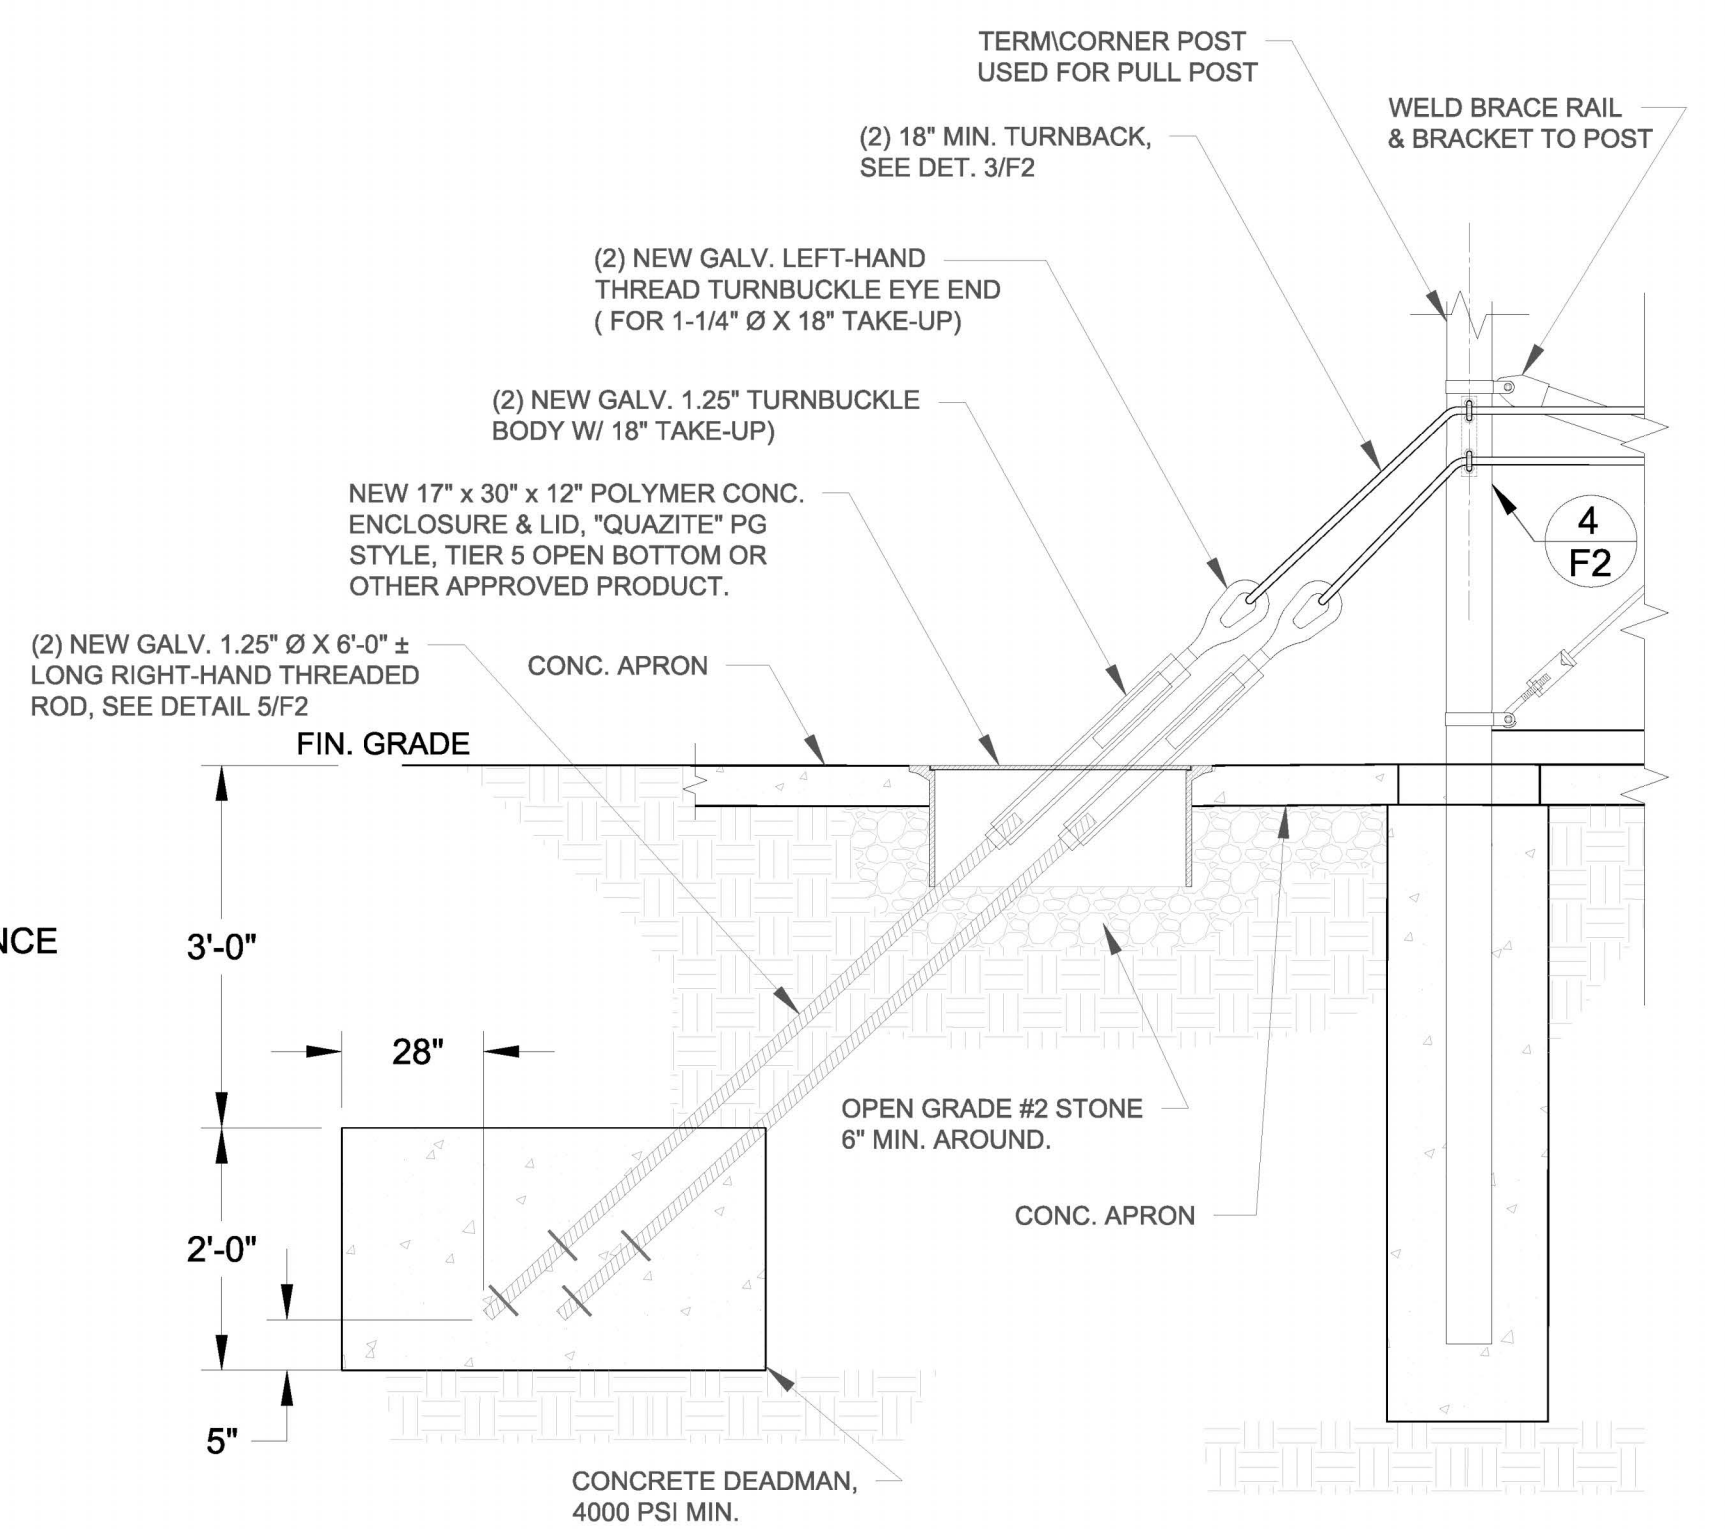 TERM\CORNER POST
USED FOR PULL POST
WELD BRACE RAIL
& BRACKET TO POST
(2) 18" MIN. TURNBACK,
SEE DET. 3/F2
(2) NEW GALV. LEFT-HAND
THREAD TURNBUCKLE EYE END
( FOR 1-1/4" Ø X 18" TAKE-UP)
(2) NEW GALV. 1.25" TURNBUCKLE
BODY W/ 18" TAKE-UP)
NEW 17" x 30" x 12" POLYMER CONC.
ENCLOSURE & LID, "QUAZITE" PG
STYLE, TIER 5 OPEN BOTTOM OR
OTHER APPROVED PRODUCT.
4
F2
(2) NEW GALV. 1.25" Ø X 6'-0" ±
LONG RIGHT-HAND THREADED
ROD, SEE DETAIL 5/F2
CONC. APRON
FIN. GRADE
NCE
3'-0"
28"
OPEN GRADE #2 STONE
6" MIN. AROUND.
CONC. APRON
2'-0"
5"
CONCRETE DEADMAN,
4000 PSI MIN.